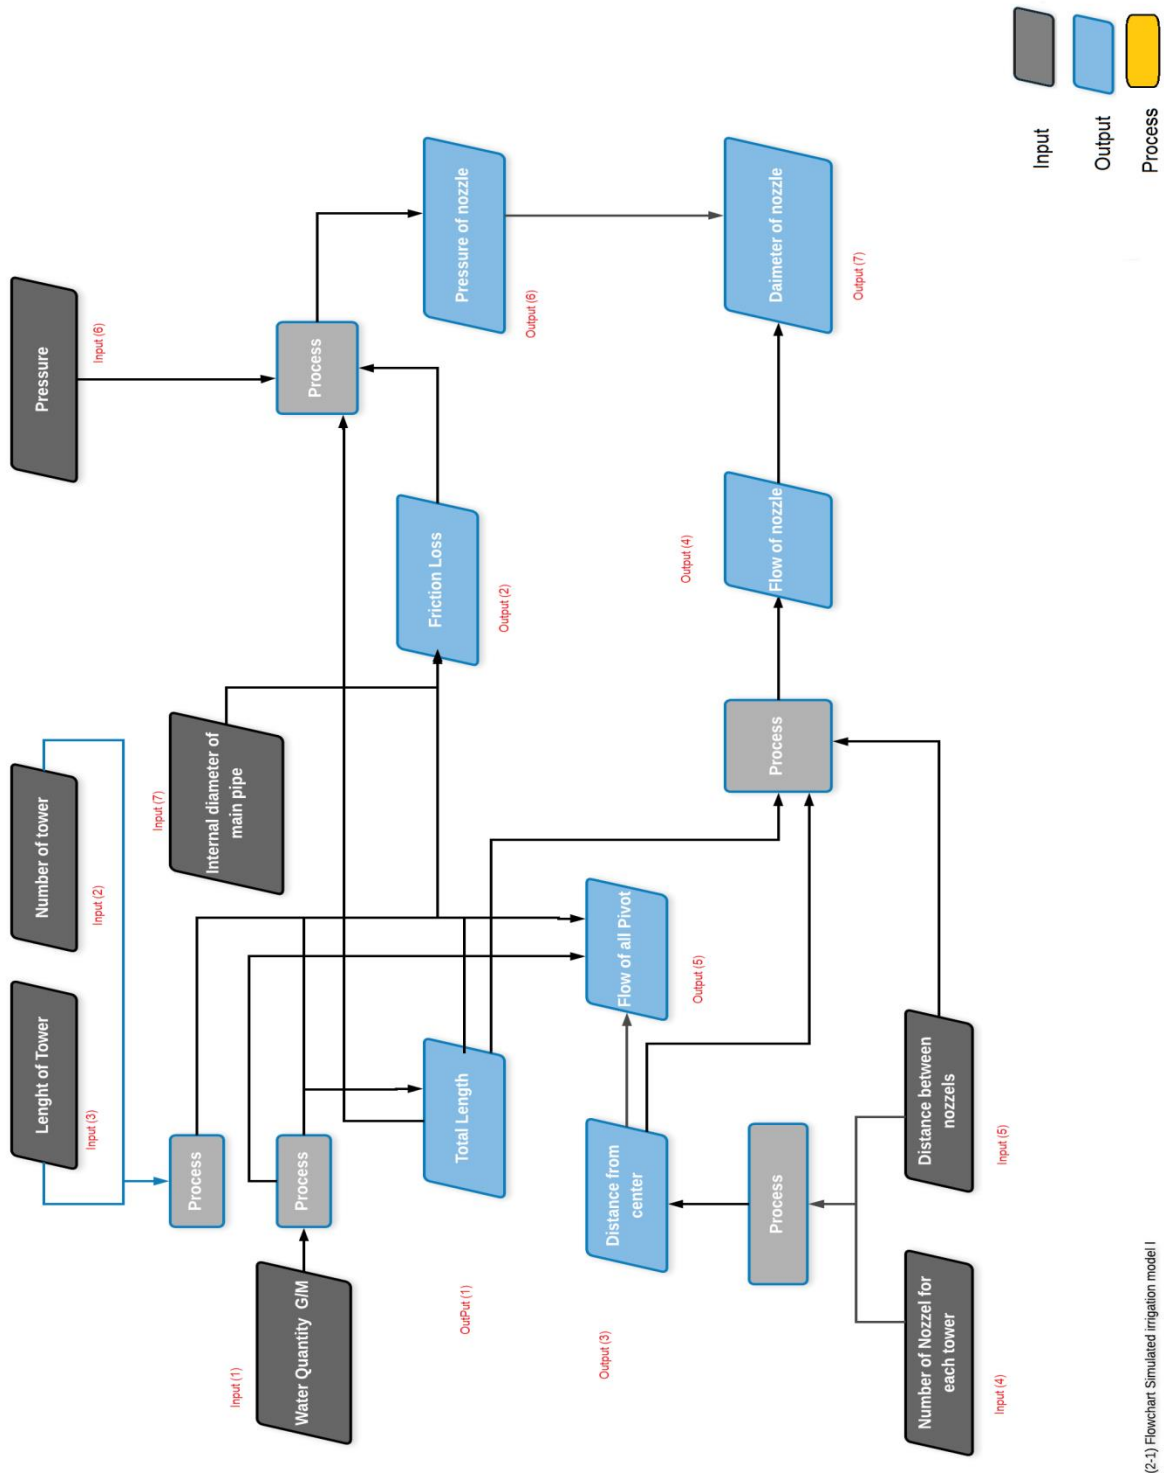 Lenght of Tower
Input (3)
Number of tower
Input (2)
Pressure
Input (6)
Process
Internal diameter of
main pipe
Input (7)
Water Quantity G/M
Input (1)
Process
Process
Total Length
OutPut (1)
Friction Loss
Output (2)
Pressure of nozzle
Output (6)
Distance from
center
Output (3)
Flow of all Pivot
Output (5)
Process
Process
Flow of nozzle
Output (4)
Daimeter of nozzle
Output (7)
Number of Nozzel for
each tower
Input (4)
Distance between
nozzels
Input (5)
Input
Output
Process
(2-1) Flowchart Simulated irrigation model I